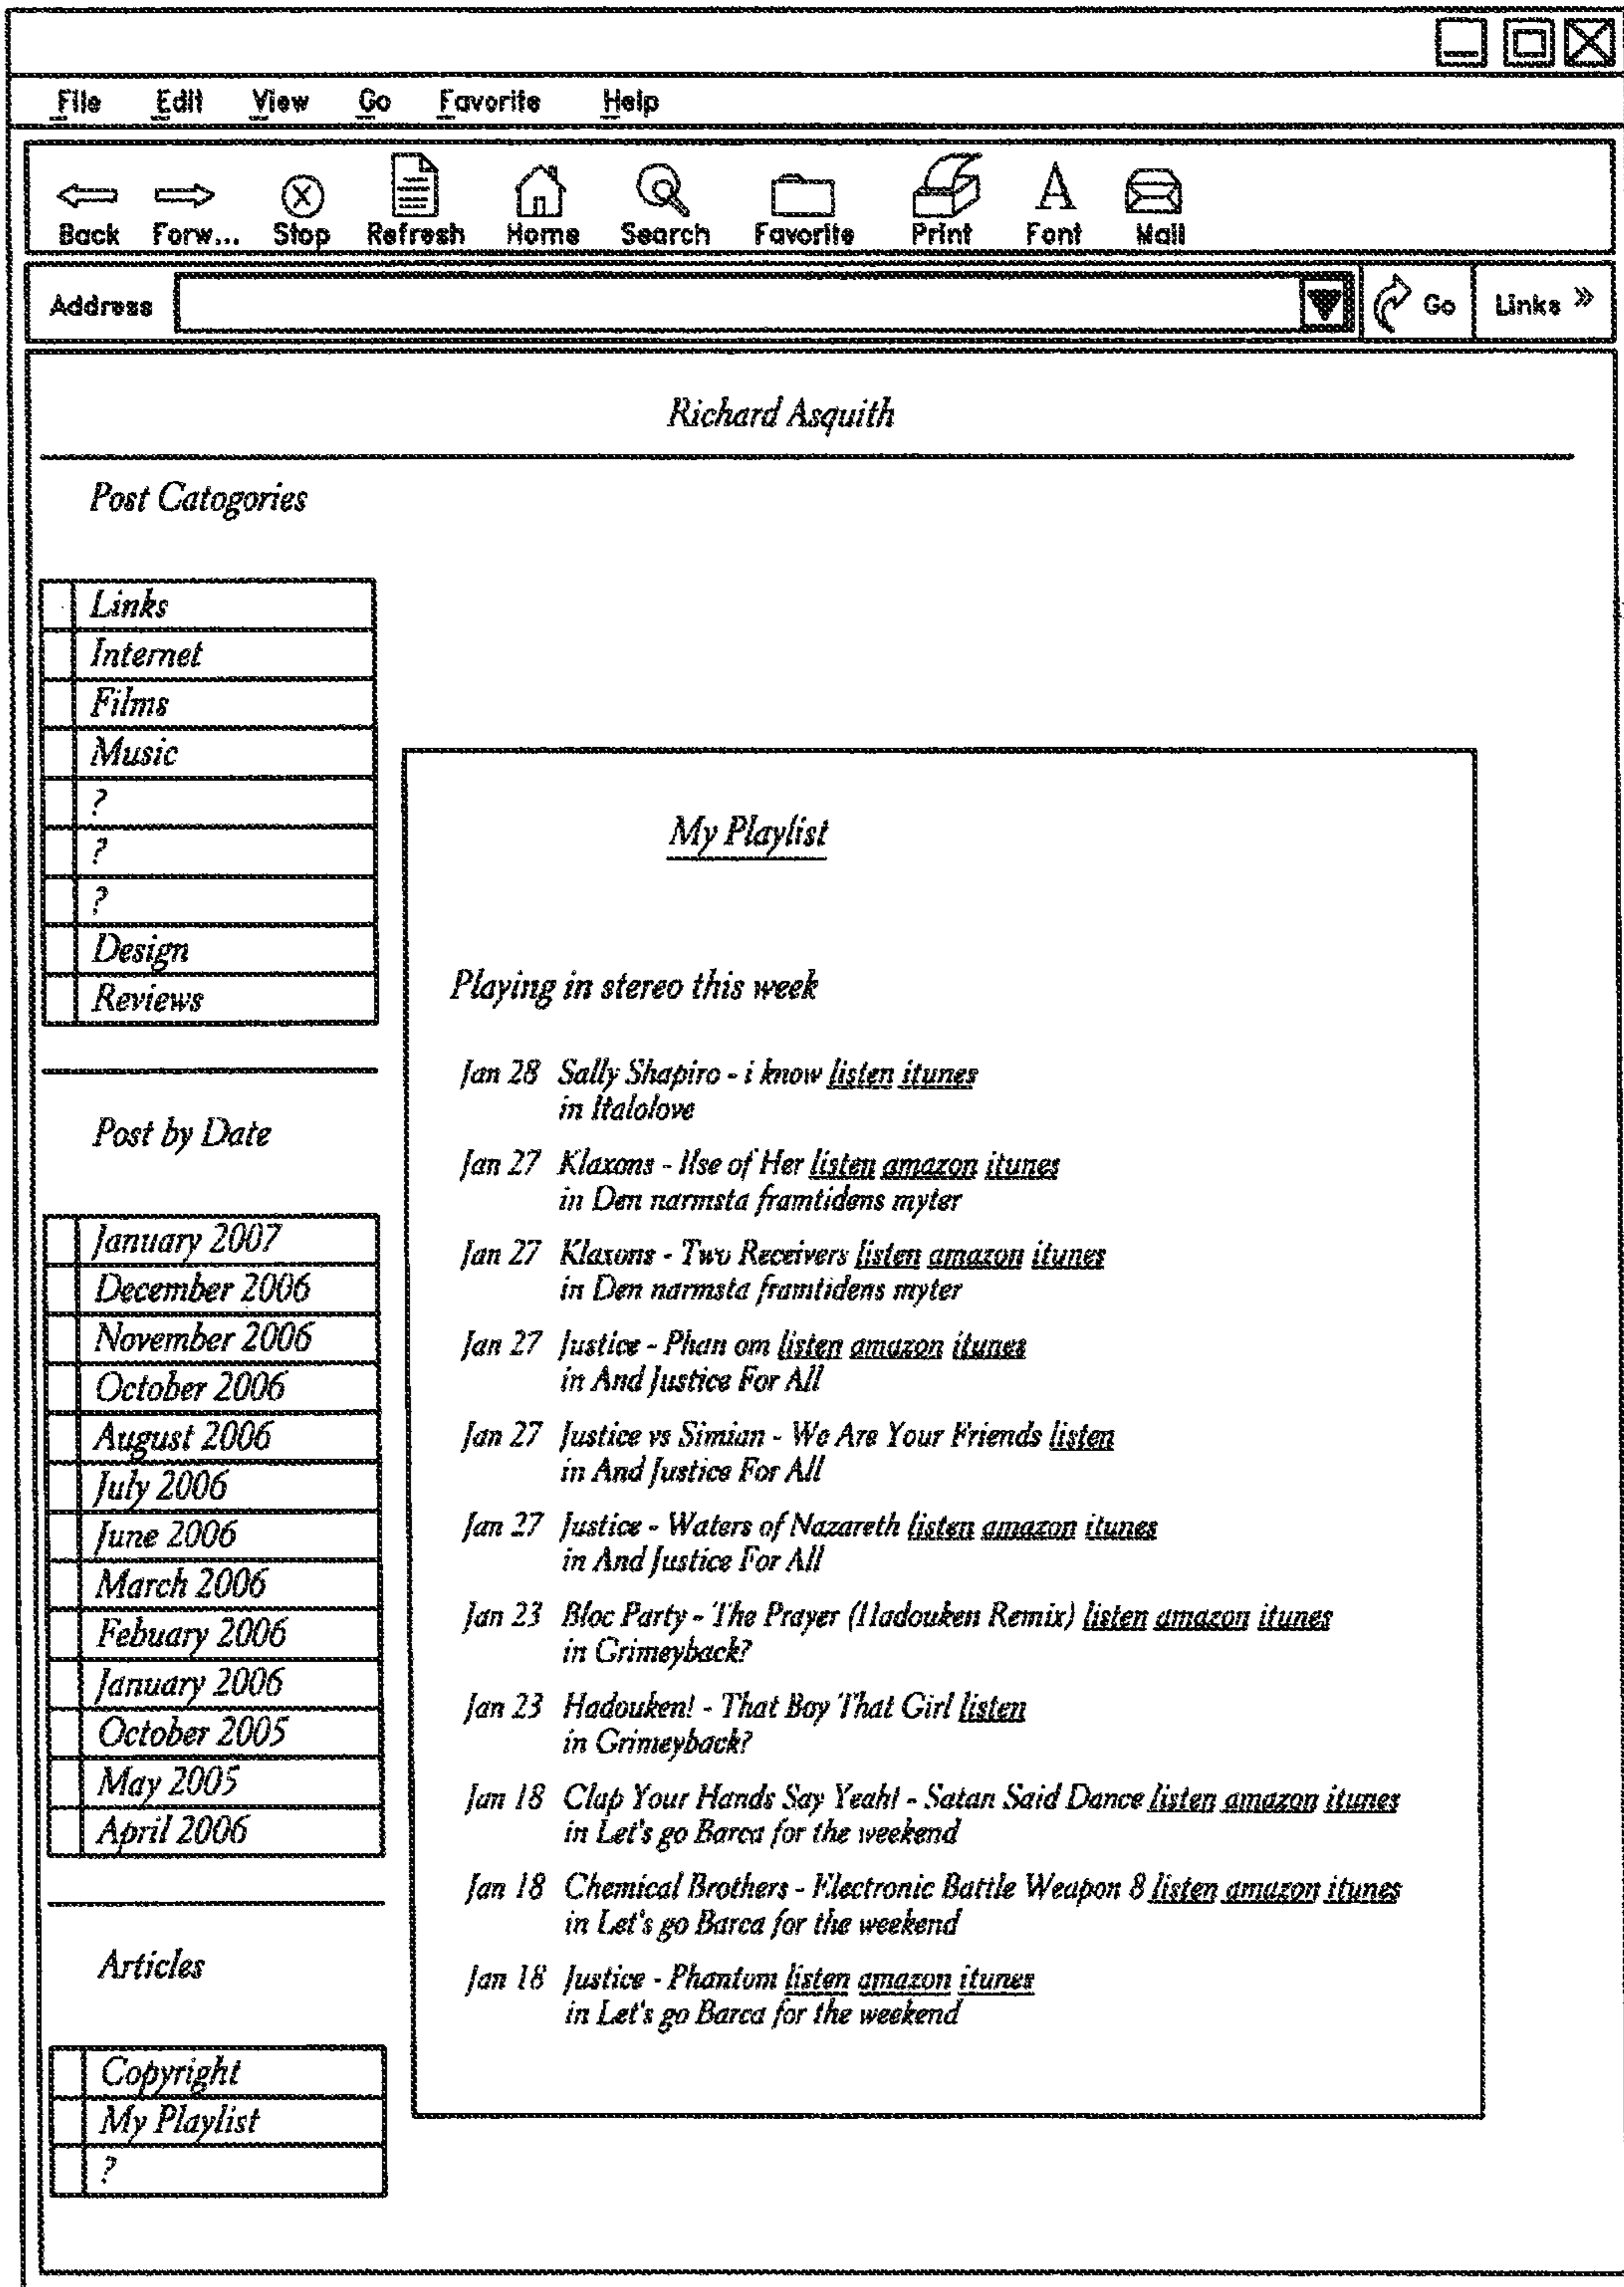 File Edit View Go Favorite Help
Back Forw... Stop Refresh Home Search Favorite Print Font Mail
Address Go Links »
Richard Asquith
Post Catogories
Links
Internet
Films
Music
?
?
?
Design
Reviews
Post by Date
January 2007
December 2006
November 2006
October 2006
August 2006
July 2006
June 2006
March 2006
Febuary 2006
January 2006
October 2005
May 2005
April 2006
Articles
Copyright
My Playlist
?
My Playlist
Playing in stereo this week
Jan 28 Sally Shapiro - i know listen itunes
in Italolove
Jan 27 Klaxons - Ilse of Her listen amazon itunes
in Den narmsta framtidens myter
Jan 27 Klaxons - Two Receivers listen amazon itunes
in Den narmsta framtidens myter
Jan 27 Justice - Phan om listen amazon itunes
in And Justice For All
Jan 27 Justice vs Simian - We Are Your Friends listen
in And Justice For All
Jan 27 Justice - Waters of Nazareth listen amazon itunes
in And Justice For All
Jan 23 Bloc Party - The Prayer (Hadouken Remix) listen amazon itunes
in Grimeyback?
Jan 23 Hadouken! - That Boy That Girl listen
in Grimeyback?
Jan 18 Clap Your Hands Say Yeah! - Satan Said Dance listen amazon itunes
in Let's go Barca for the weekend
Jan 18 Chemical Brothers - Electronic Battle Weapon 8 listen amazon itunes
in Let's go Barca for the weekend
Jan 18 Justice - Phantom listen amazon itunes
in Let's go Barca for the weekend